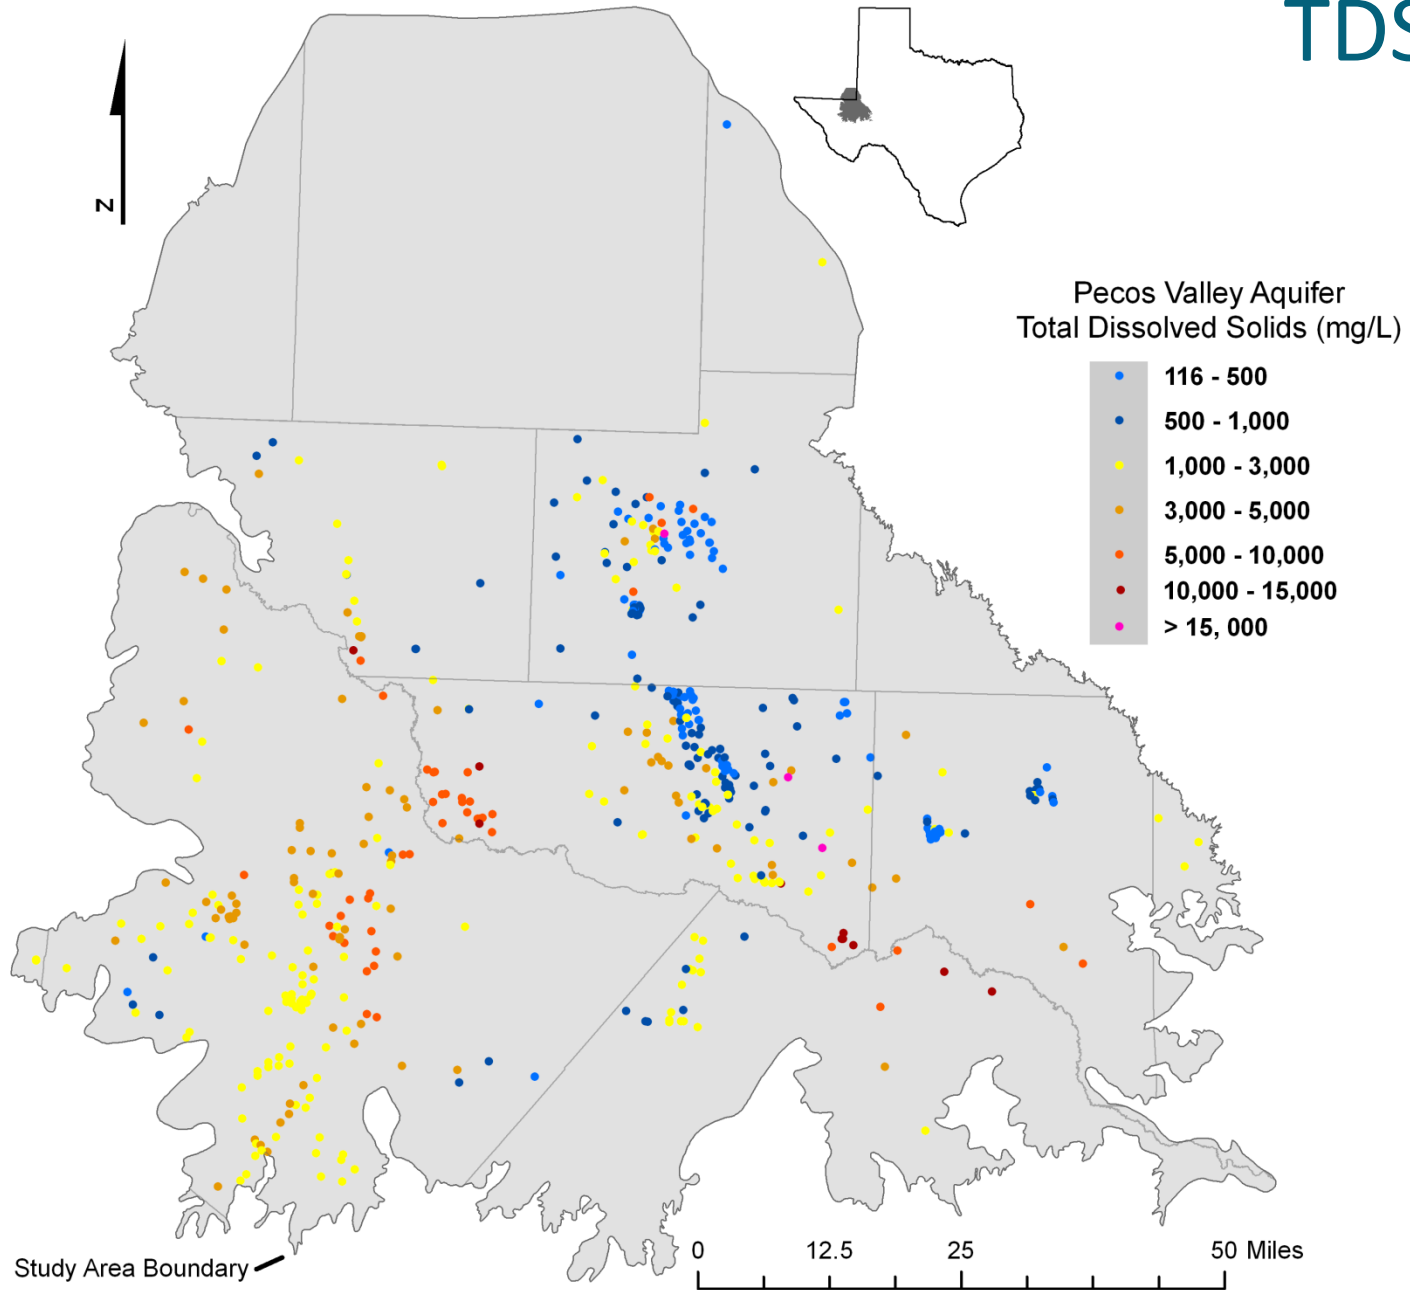 TDS
N
Pecos Valley Aquifer
Total Dissolved Solids (mg/L)
116 - 500
500 - 1,000
1,000 - 3,000
3,000 - 5,000
5,000 - 10,000
10,000 - 15,000
> 15, 000
0 12.5 25 50 Miles
Study Area Boundary